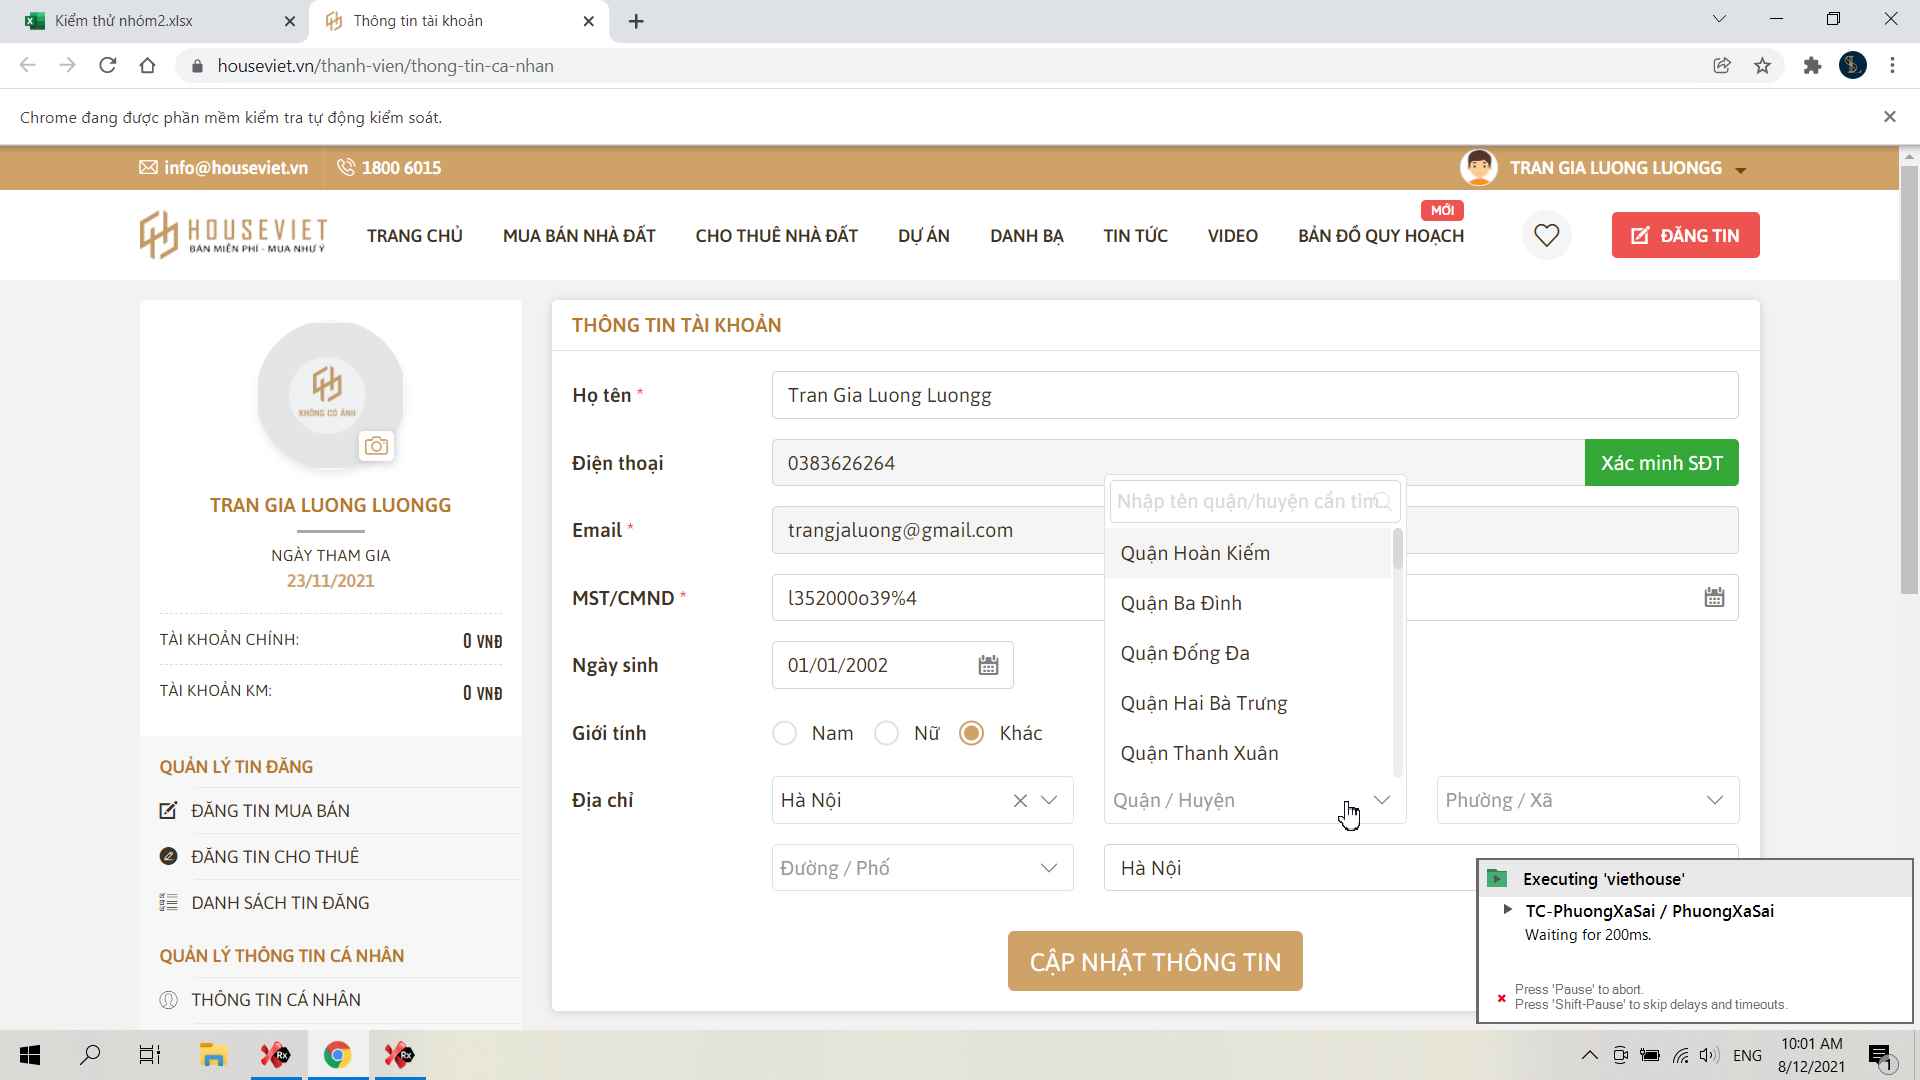 Kiểm thử nhóm2.xlsx
Thông tin tài khoản
houseviet.vn/thanh-vien/thong-tin-ca-nhan
Chrome đang được phần mềm kiểm tra tự động kiểm soát.
info@houseviet.vn
1800 6015
TRAN GIA LUONG LUONGG
HOUSEVIET
BÁN MIỄN PHÍ - MUA NHƯ Ý
TRANG CHỦ
MUA BÁN NHÀ ĐẤT
CHO THUÊ NHÀ ĐẤT
DỰ ÁN
DANH BẠ
TIN TỨC
VIDEO
BẢN ĐỒ QUY HOẠCH
MỚI
ĐĂNG TIN
KHÔNG CÓ ẢNH
TRAN GIA LUONG LUONGG
NGÀY THAM GIA
23/11/2021
TÀI KHOẢN CHÍNH: 0 VNĐ
TÀI KHOẢN KM: 0 VNĐ
QUẢN LÝ TIN ĐĂNG
ĐĂNG TIN MUA BÁN
ĐĂNG TIN CHO THUÊ
DANH SÁCH TIN ĐĂNG
QUẢN LÝ THÔNG TIN CÁ NHÂN
THÔNG TIN CÁ NHÂN
THÔNG TIN TÀI KHOẢN
Họ tên * Tran Gia Luong Luongg
Điện thoại 0383626264 Xác minh SĐT
Email * trangjaluong@gmail.com
MST/CMND * l352000o39%4
Ngày sinh 01/01/2002
Giới tính Nam Nữ Khác
Nhập tên quận/huyện cần tìm
Quận Hoàn Kiếm
Quận Ba Đình
Quận Đống Đa
Quận Hai Bà Trưng
Quận Thanh Xuân
Địa chỉ Hà Nội Quận / Huyện Phường / Xã
Đường / Phố Hà Nội
CẬP NHẬT THÔNG TIN
Executing 'viethouse'
TC-PhuongXaSai / PhuongXaSai
Waiting for 200ms.
Press 'Pause' to abort.
Press 'Shift-Pause' to skip delays and timeouts.
Rx
Rx
ENG
10:01 AM
8/12/2021
1